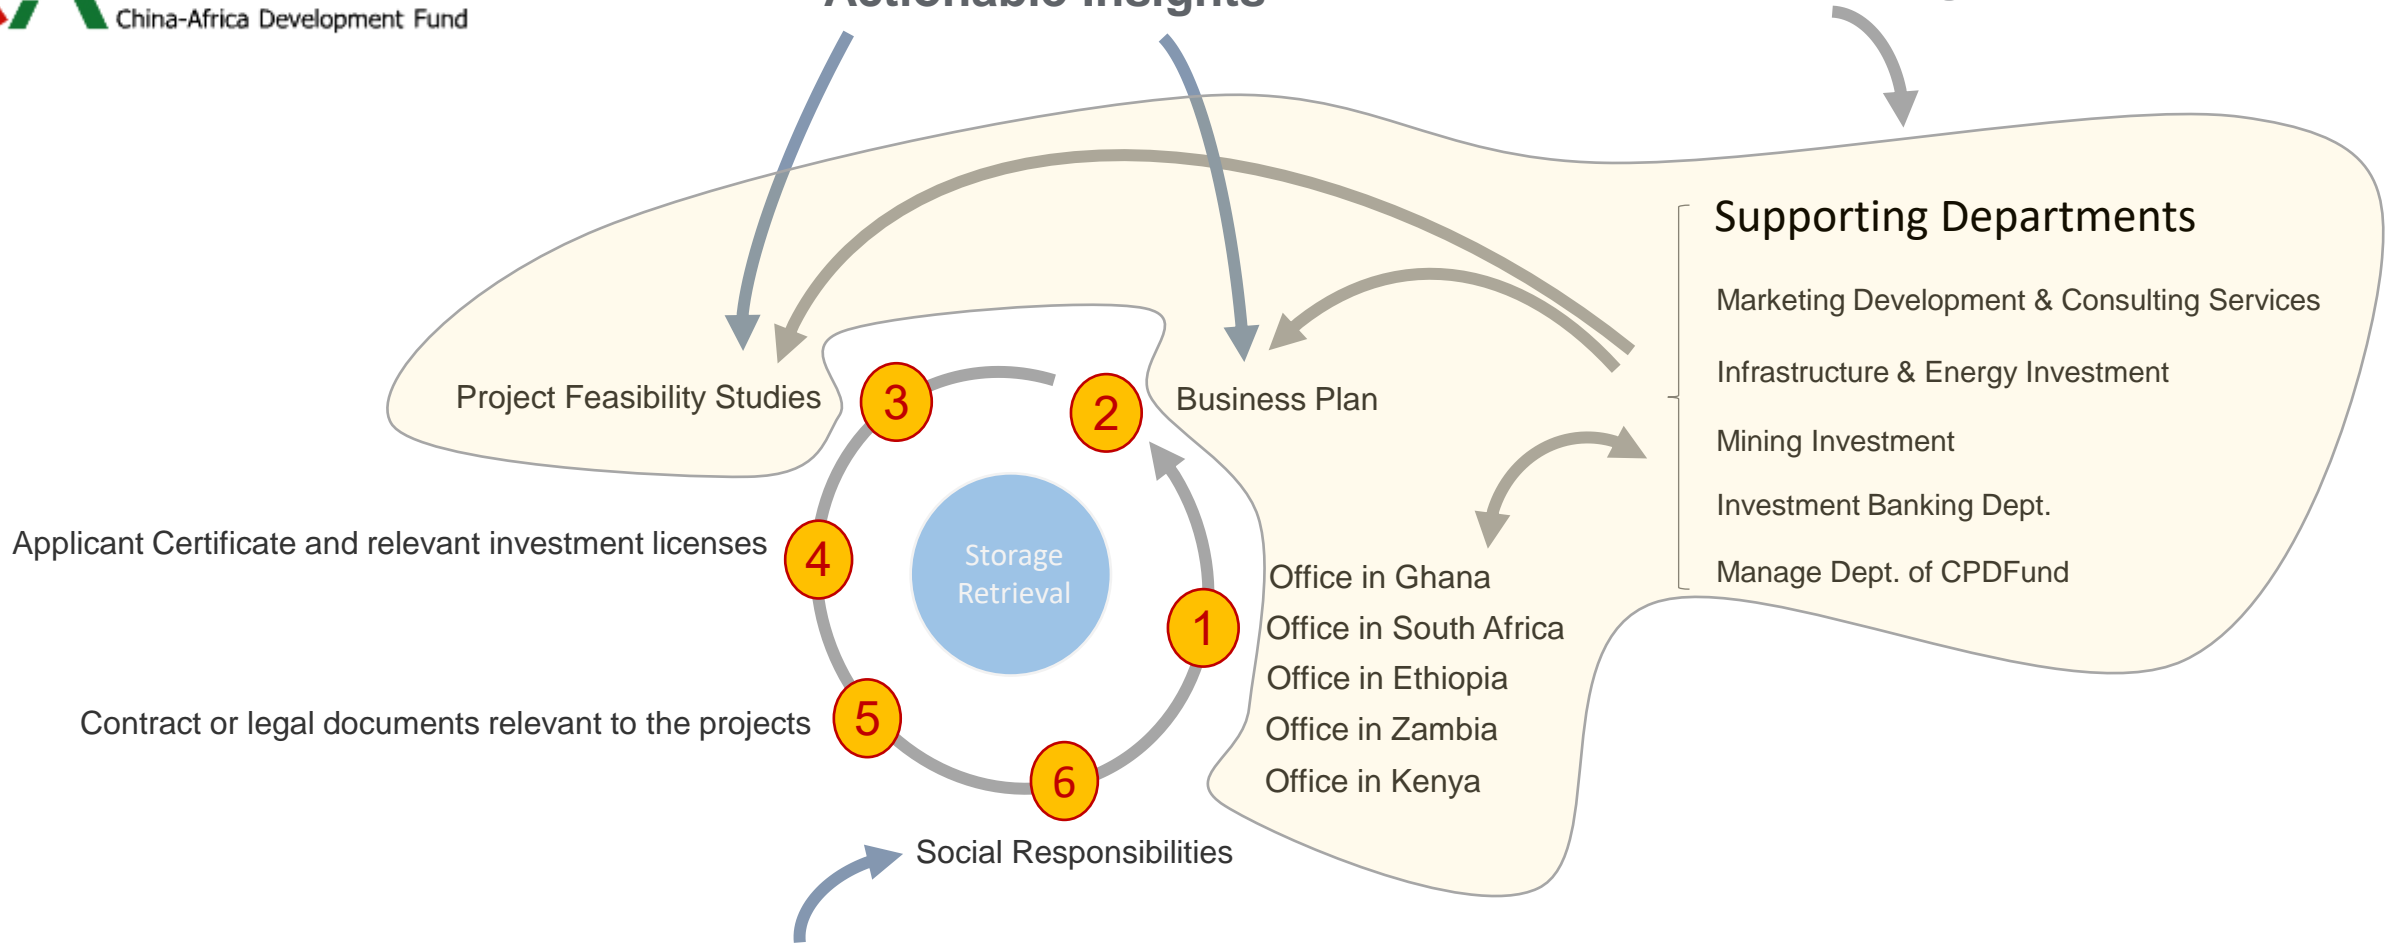 China-Africa Development Fund
Actionable Insights
Supporting Departments
Marketing Development & Consulting Services
Infrastructure & Energy Investment
Mining Investment
Investment Banking Dept.
Manage Dept. of CPDFund
Project Feasibility Studies
3
2
Business Plan
Applicant Certificate and relevant investment licenses
4
Storage
Retrieval
1
Office in Ghana
Office in South Africa
Office in Ethiopia
Office in Zambia
Office in Kenya
Contract or legal documents relevant to the projects
5
6
Social Responsibilities